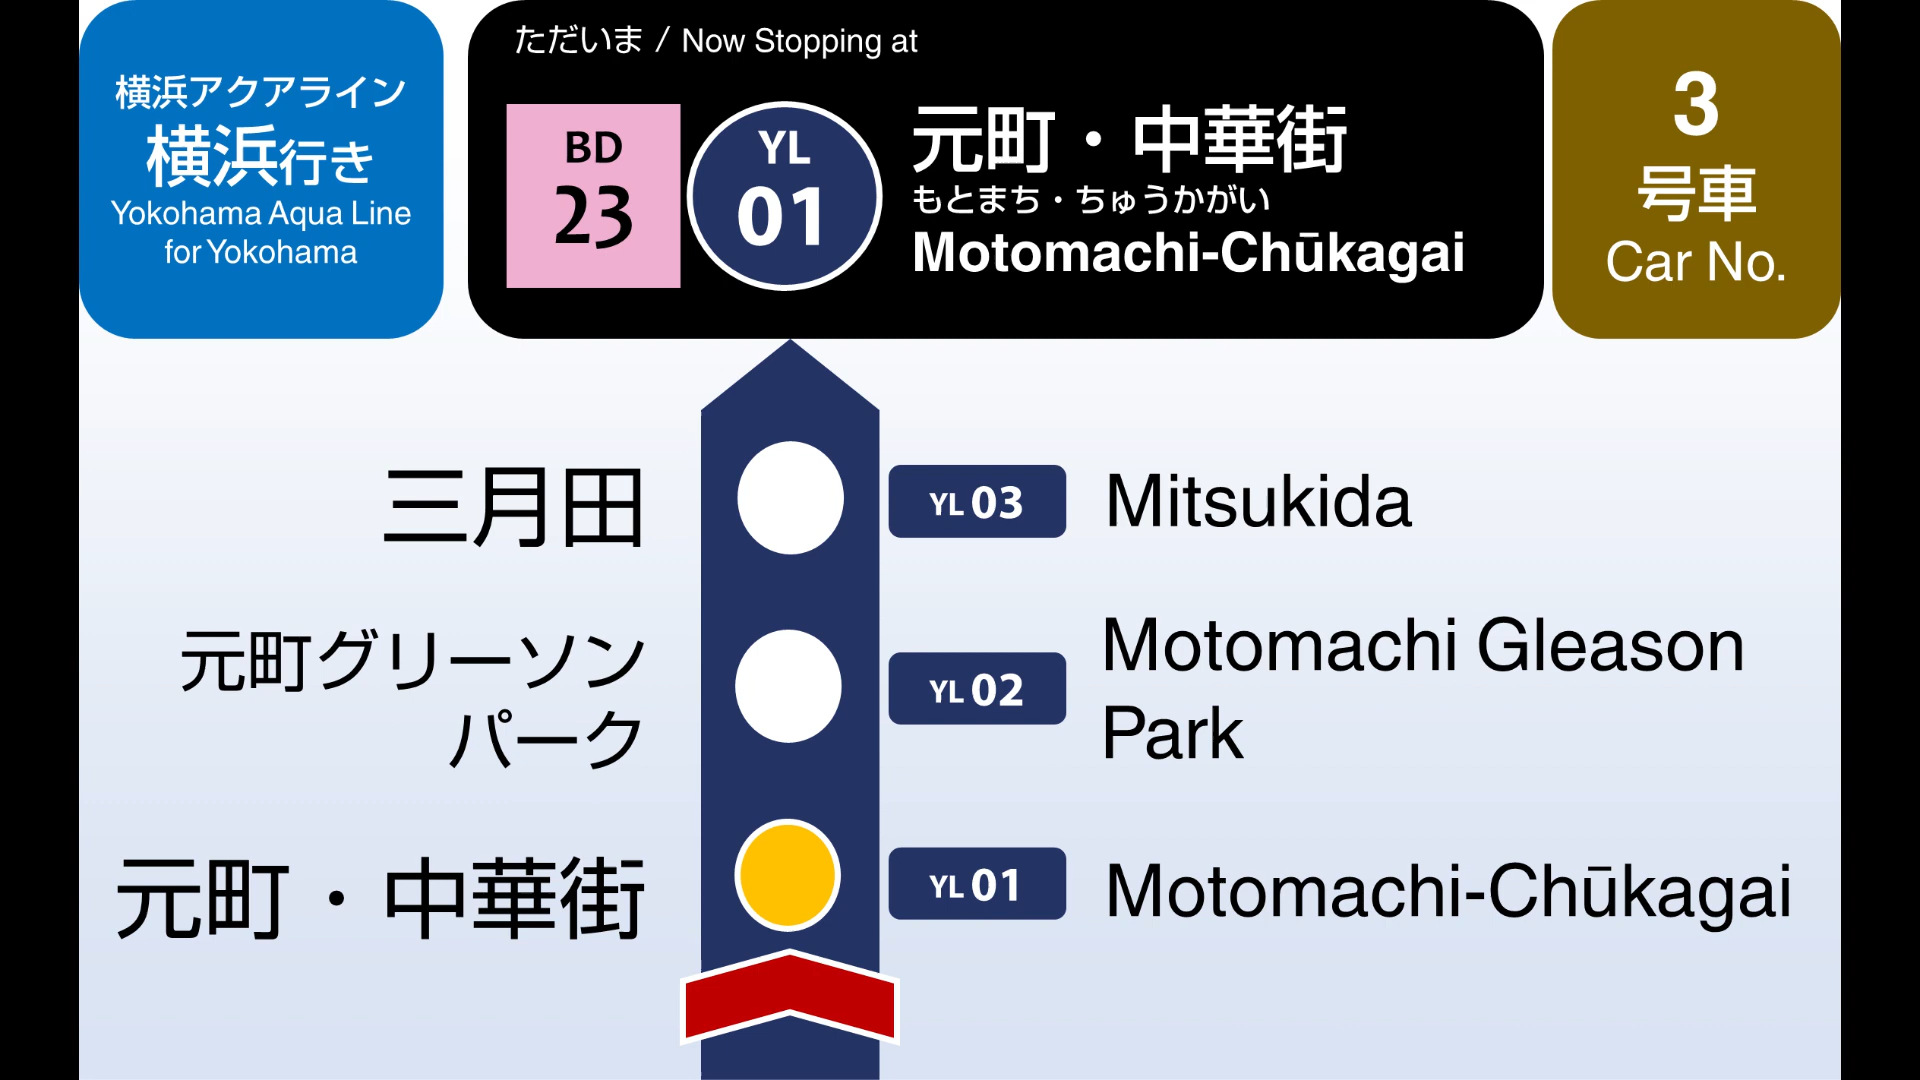 横浜アクアライン
横浜行き
Yokohama Aqua Line
for Yokohama
ただいま / Now Stopping at
BD
23
YL
01
元町・中華街
もとまち・ちゅうかがい
Motomachi-Chūkagai
3
号車
Car No.
三月田
YL 03
Mitsukida
元町グリーソン
パーク
YL 02
Motomachi Gleason
Park
元町・中華街
YL 01
Motomachi-Chūkagai